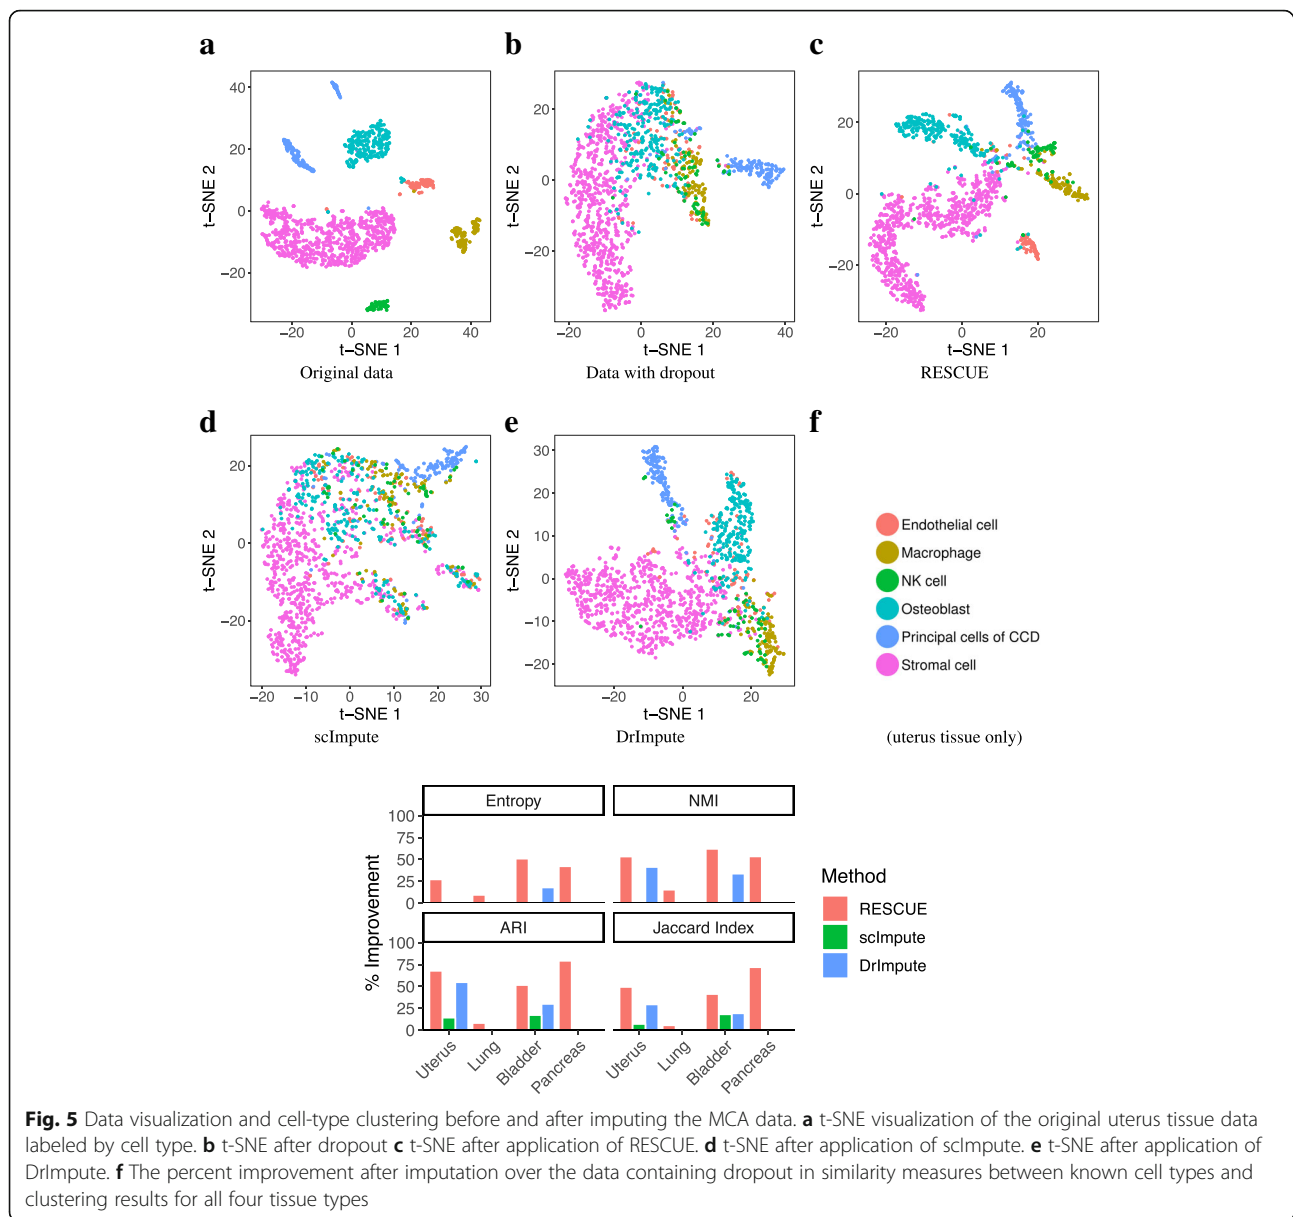 a
40
20
0
−20
t−SNE 2
−20 0 20 40
t−SNE 1
Original data
b
20
0
−20
t−SNE 2
−20 0 20 40
t−SNE 1
Data with dropout
c
20
0
−20
t−SNE 2
−20 0 20
t−SNE 1
RESCUE
d
20
0
−20
t−SNE 2
−20 −10 0 10 20 30
t−SNE 1
scImpute
e
30
20
10
0
−10
−20
t−SNE 2
−20 0 20
t−SNE 1
DrImpute
f
Endothelial cell
Macrophage
NK cell
Osteoblast
Principal cells of CCD
Stromal cell
(uterus tissue only)
Entropy
NMI
100
75
50
25
0
ARI
Jaccard Index
100
75
50
25
0
% Improvement
Uterus Lung Bladder Pancreas
Uterus Lung Bladder Pancreas
Method
RESCUE
scImpute
DrImpute
Fig. 5 Data visualization and cell-type clustering before and after imputing the MCA data. a t-SNE visualization of the original uterus tissue data
labeled by cell type. b t-SNE after dropout c t-SNE after application of RESCUE. d t-SNE after application of scImpute. e t-SNE after application of
DrImpute. f The percent improvement after imputation over the data containing dropout in similarity measures between known cell types and
clustering results for all four tissue types